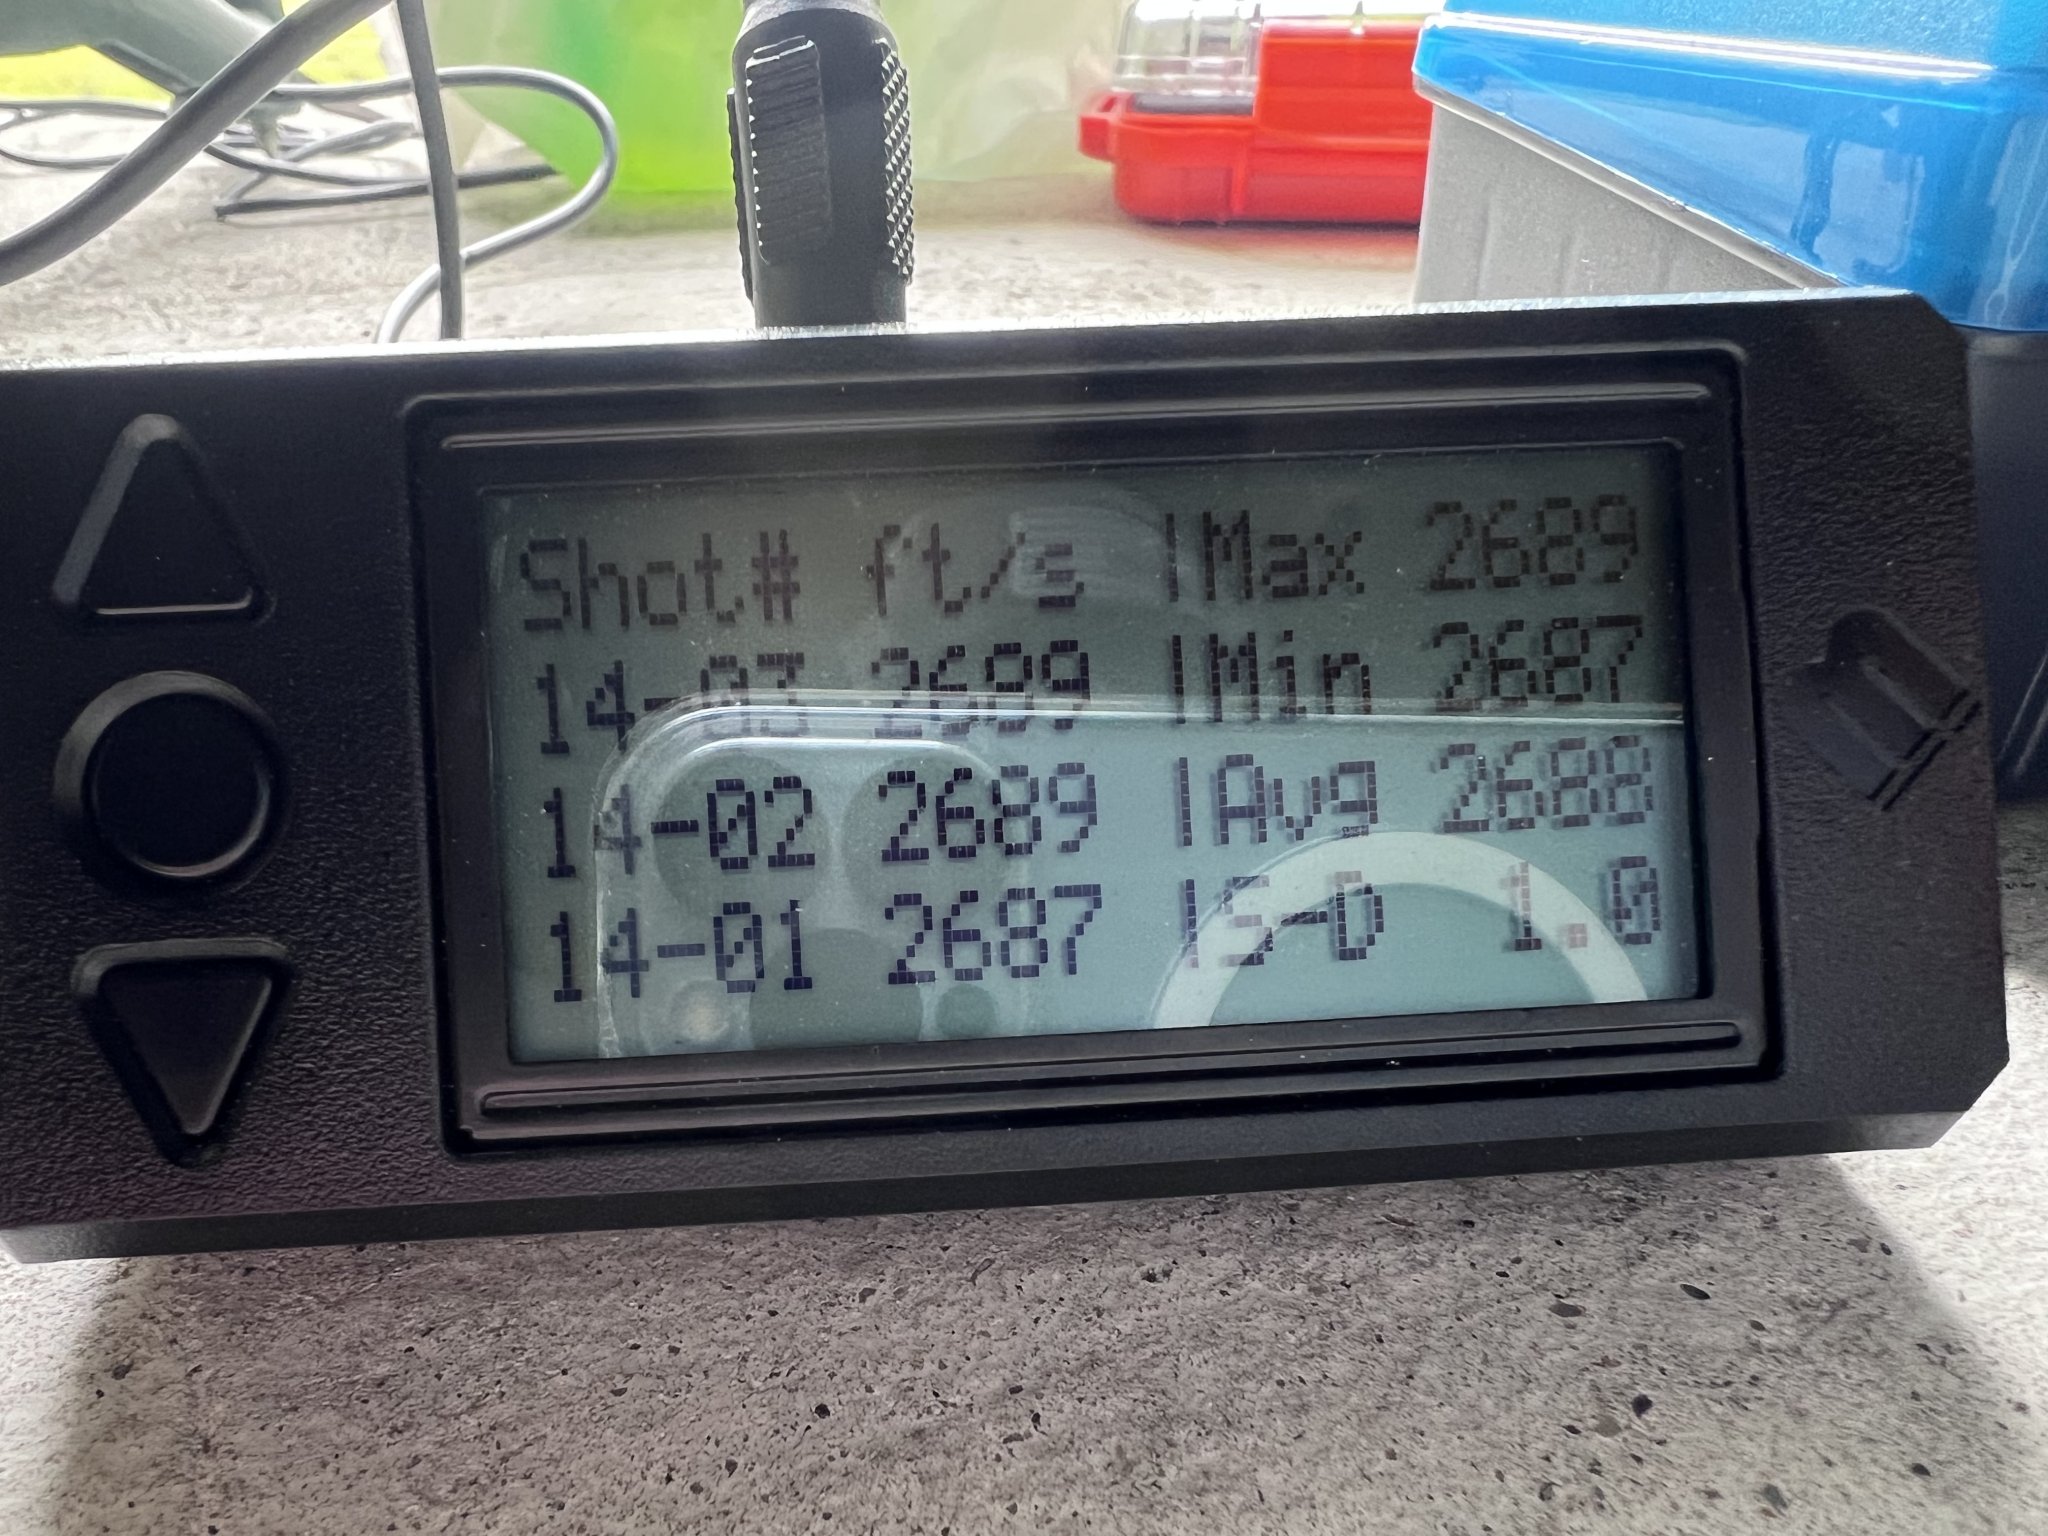 Shot# ft/s |Max 2689
14-03 2689 |Min 2687
14-02 2689 |Avg 2688
14-01 2687 |S-D 1.0